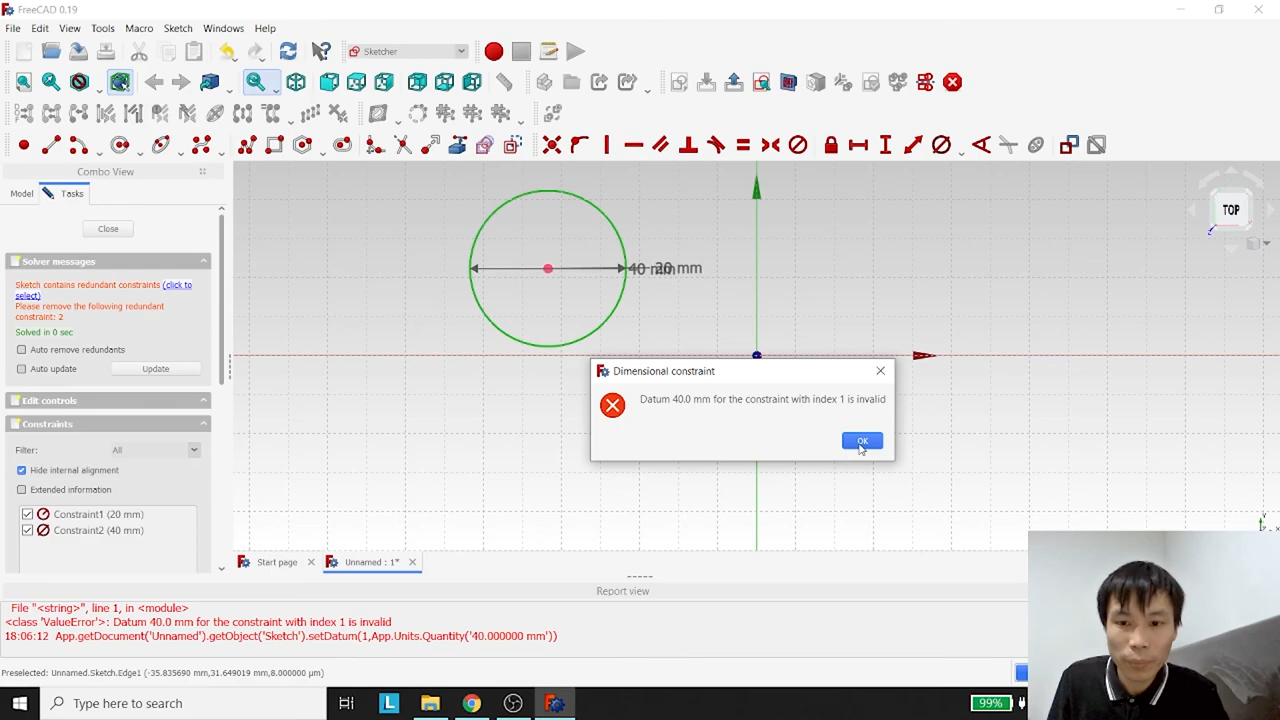 FreeCAD 0.19
File Edit View Tools Macro Sketch Windows Help
Sketcher
Combo View
Model Tasks
Close
Solver messages
Sketch contains redundant constraints (click to
select)
Please remove the following redundant
constraint: 2
Solved in 0 sec
Auto remove redundants
Auto update Update
Edit controls
Constraints
Filter: All
Hide internal alignment
Extended information
Constraint1 (20 mm)
Constraint2 (40 mm)
40 mm
20 mm
TOP
Dimensional constraint
Datum 40.0 mm for the constraint with index 1 is invalid
OK
Start page
Unnamed : 1*
Report view
File "<string>", line 1, in <module>
<class 'ValueError'>: Datum 40.0 mm for the constraint with index 1 is invalid
18:06:12 App.getDocument('Unnamed').getObject('Sketch').setDatum(1,App.Units.Quantity('40.000000 mm'))
Preselected: Unnamed.Sketch.Edge1 (-35.835690 mm,31.649019 mm,8.000000 µm)
Type here to search
L
99%